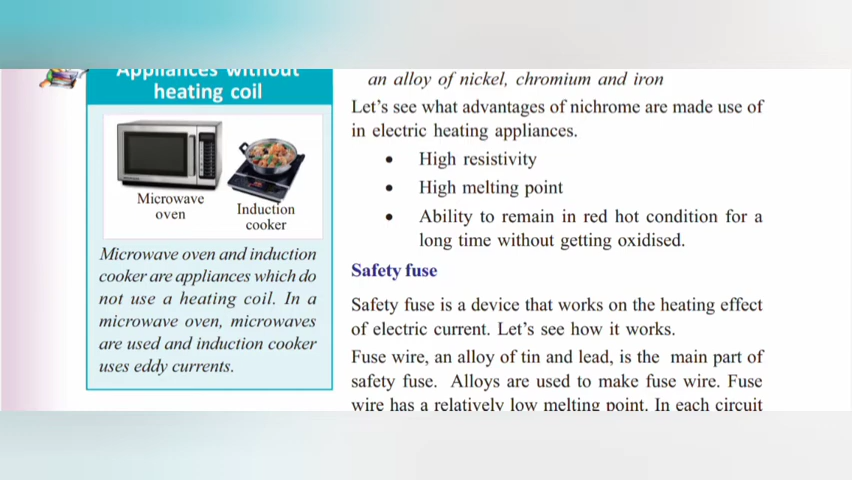 Appliances without
heating coil
Microwave
oven
Induction
cooker
Microwave oven and induction
cooker are appliances which do
not use a heating coil. In a
microwave oven, microwaves
are used and induction cooker
uses eddy currents.
an alloy of nickel, chromium and iron
Let's see what advantages of nichrome are made use of
in electric heating appliances.
• High resistivity
• High melting point
• Ability to remain in red hot condition for a
long time without getting oxidised.
Safety fuse
Safety fuse is a device that works on the heating effect
of electric current. Let's see how it works.
Fuse wire, an alloy of tin and lead, is the main part of
safety fuse. Alloys are used to make fuse wire. Fuse
wire has a relatively low melting point. In each circuit